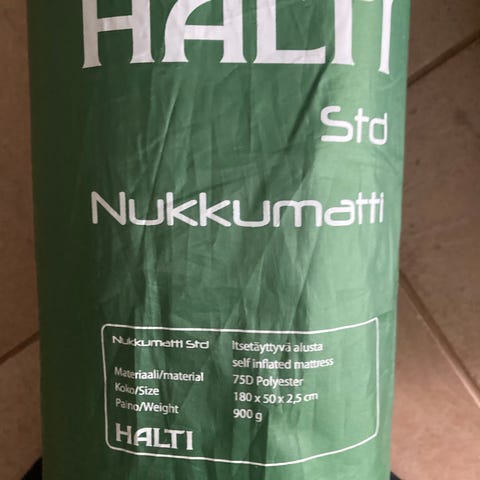 HALTI
Std
Nukkumatti
Nukkumatti Std Itsetäyttyvä alusta
self inflated mattress
Materiaali/material 75D Polyester
Koko/Size 180 x 50 x 2,5 cm
Paino/Weight 900 g
HALTI